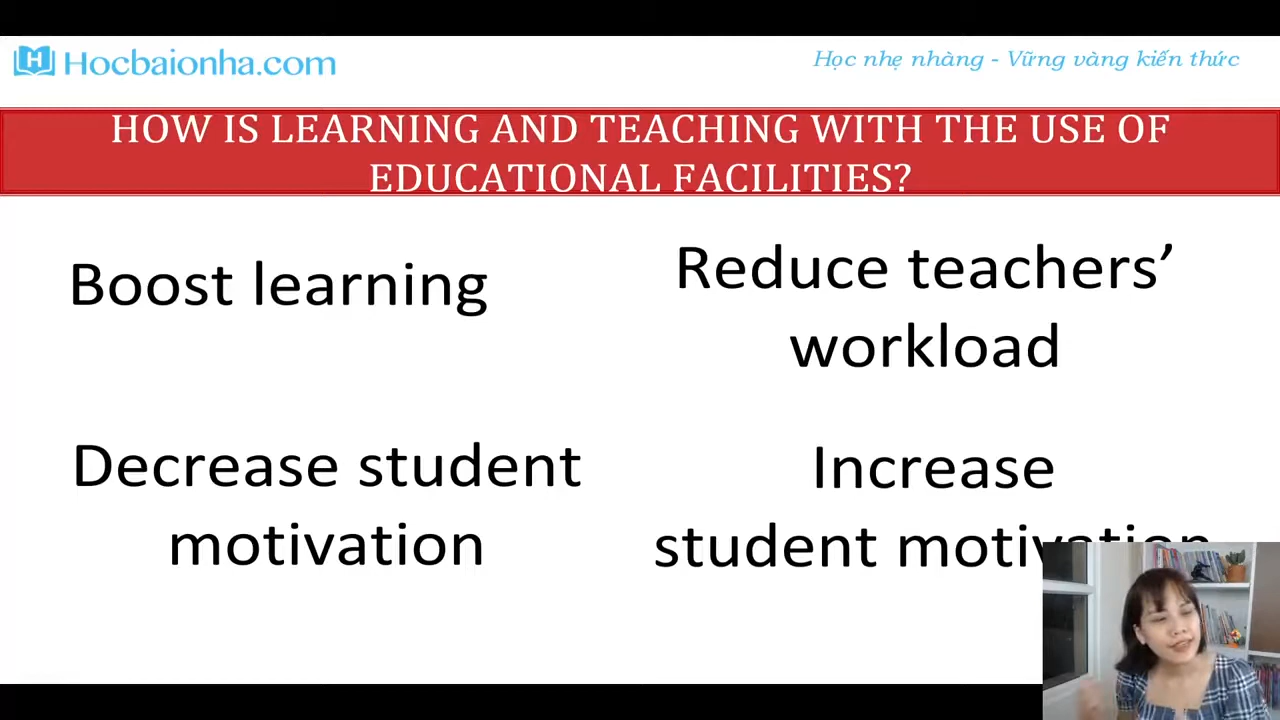 Hocbaionha.com
Học nhẹ nhàng - Vững vàng kiến thức
HOW IS LEARNING AND TEACHING WITH THE USE OF
EDUCATIONAL FACILITIES?
Boost learning
Reduce teachers’
workload
Decrease student
motivation
Increase
student motivation